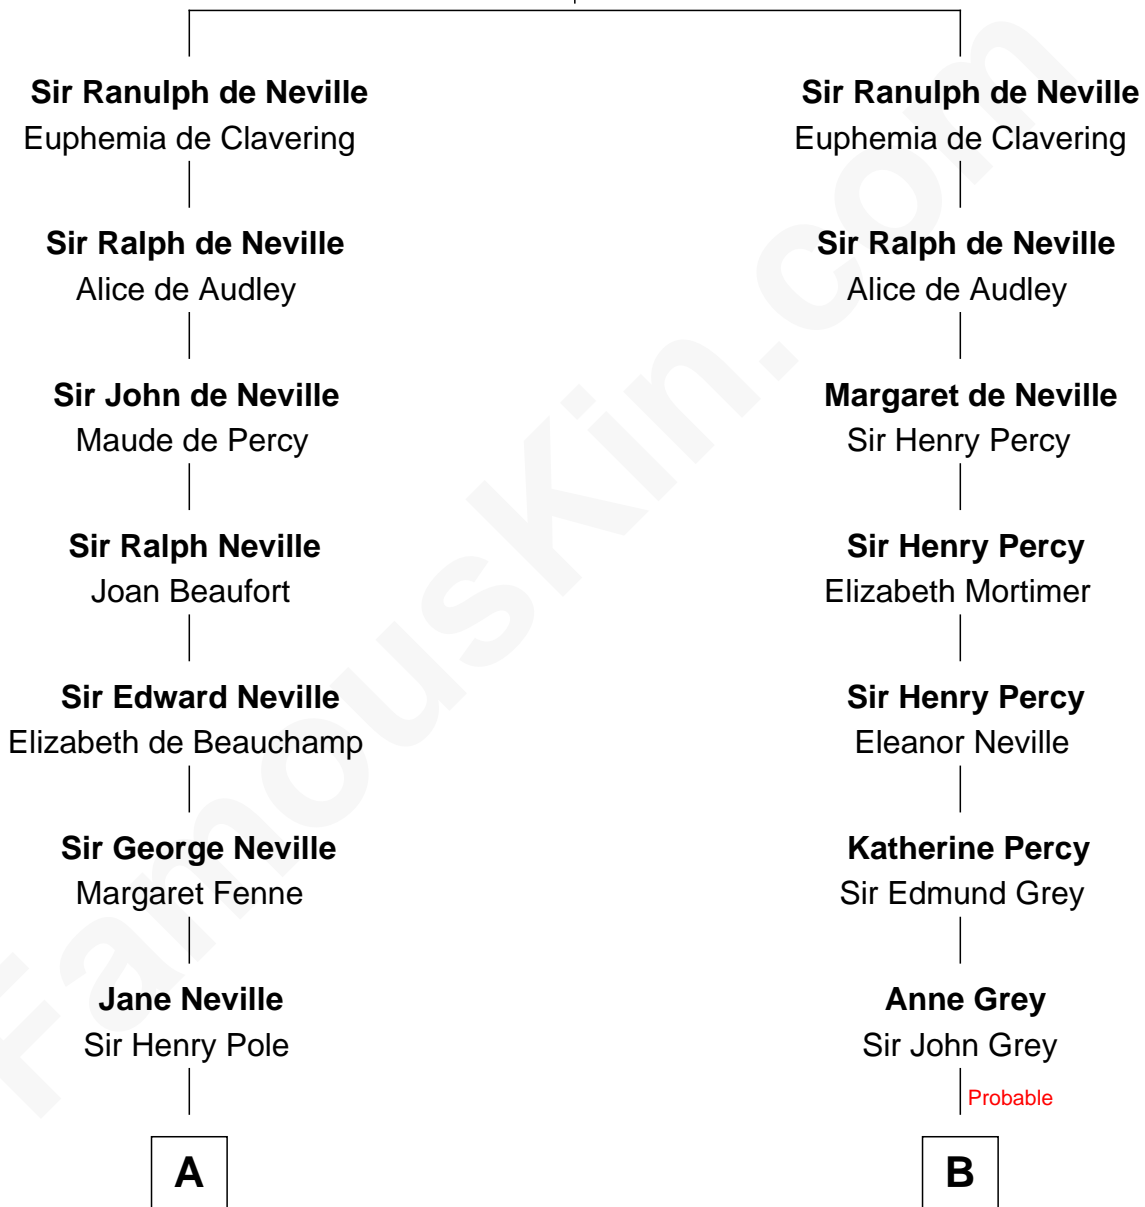 Sir Ranulph de Neville
Euphemia de Clavering
Sir Ralph de Neville
Alice de Audley
Sir John de Neville
Maude de Percy
Sir Ralph Neville
Joan Beaufort
Sir Edward Neville
Elizabeth de Beauchamp
Sir George Neville
Margaret Fenne
Jane Neville
Sir Henry Pole
A
Sir Ranulph de Neville
Euphemia de Clavering
Sir Ralph de Neville
Alice de Audley
Margaret de Neville
Sir Henry Percy
Sir Henry Percy
Elizabeth Mortimer
Sir Henry Percy
Eleanor Neville
Katherine Percy
Sir Edmund Grey
Anne Grey
Sir John Grey
Probable
B
FamousKin.com